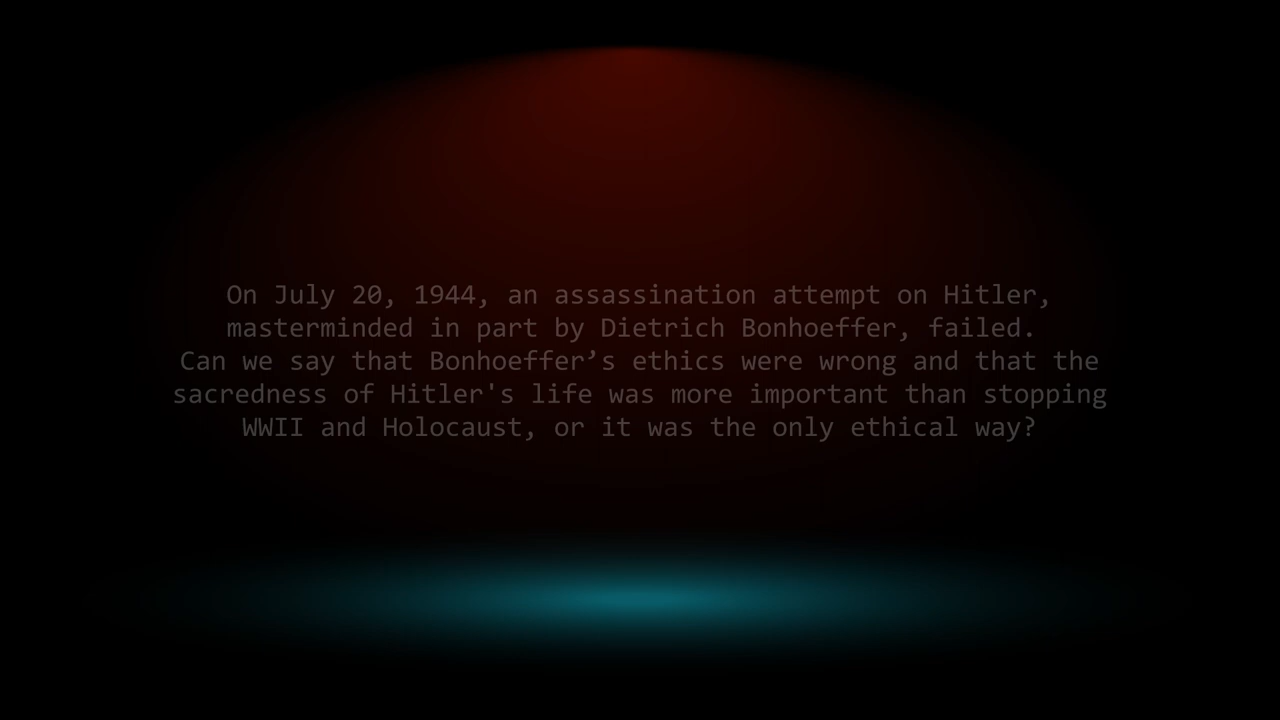 On July 20, 1944, an assassination attempt on Hitler,
masterminded in part by Dietrich Bonhoeffer, failed.
Can we say that Bonhoeffer’s ethics were wrong and that the
sacredness of Hitler's life was more important than stopping
WWII and Holocaust, or it was the only ethical way?